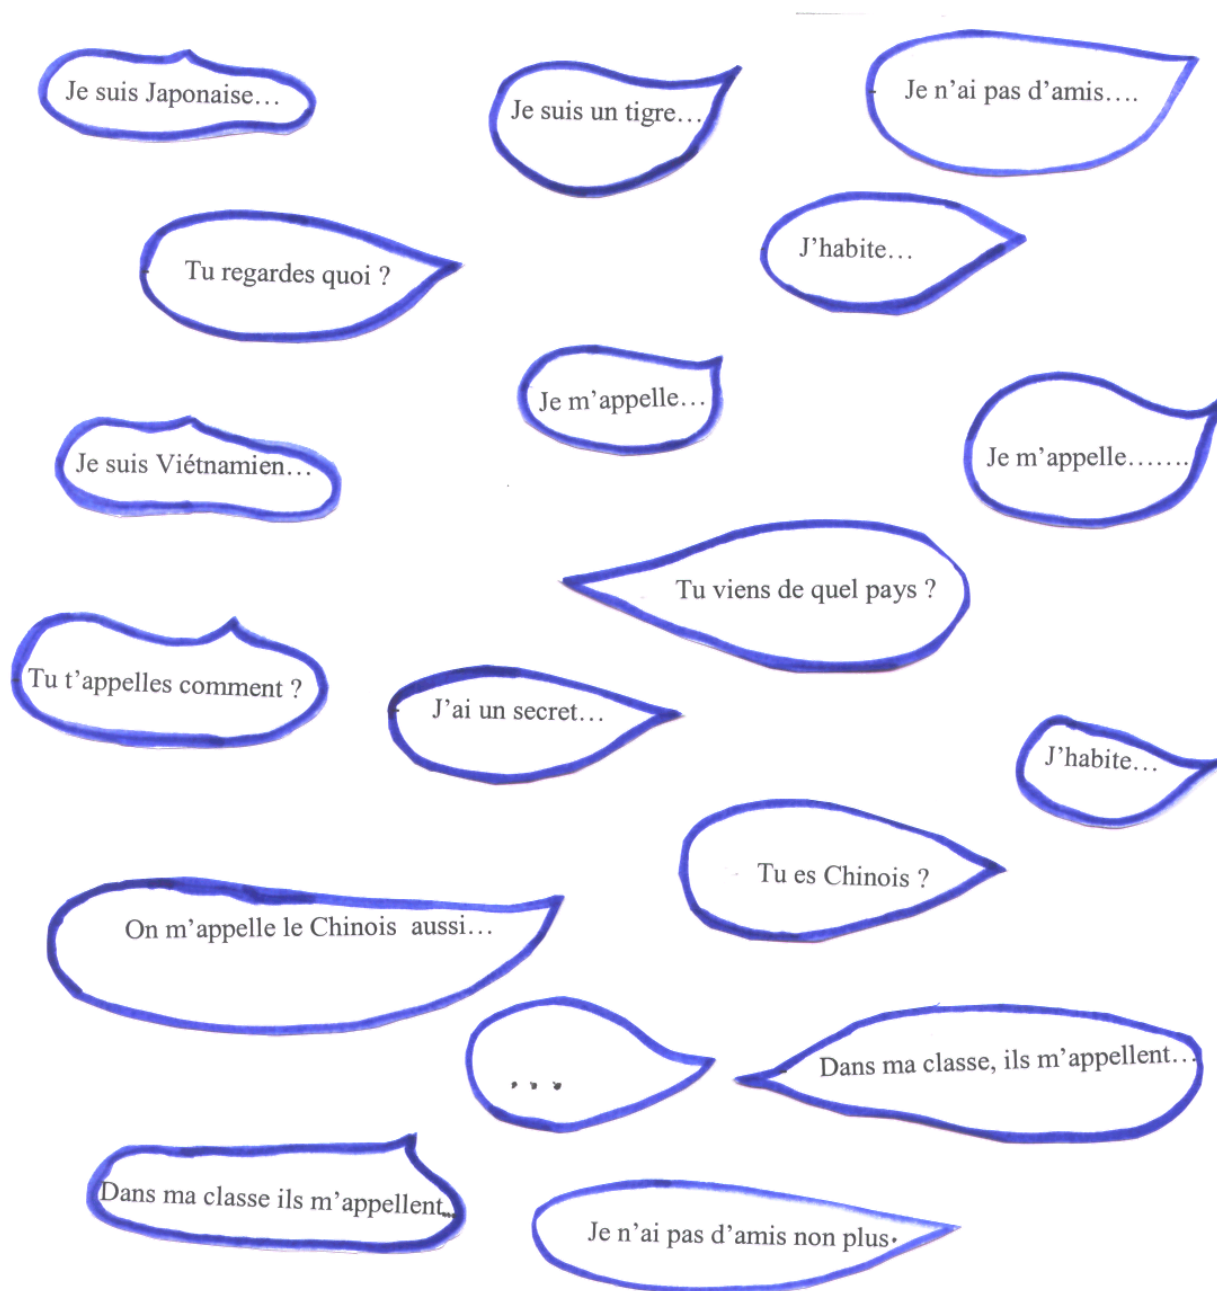 Je suis Japonaise…
Je suis un tigre…
Je n’ai pas d’amis….
Tu regardes quoi ?
J’habite…
Je m’appelle…
Je m’appelle…….
Je suis Viétnamien…
Tu viens de quel pays ?
Tu t’appelles comment ?
J’ai un secret…
J’habite…
Tu es Chinois ?
On m’appelle le Chinois  aussi…
...
Dans ma classe, ils m’appellent…
Dans ma classe ils m’appellent...
Je n’ai pas d’amis non plus.